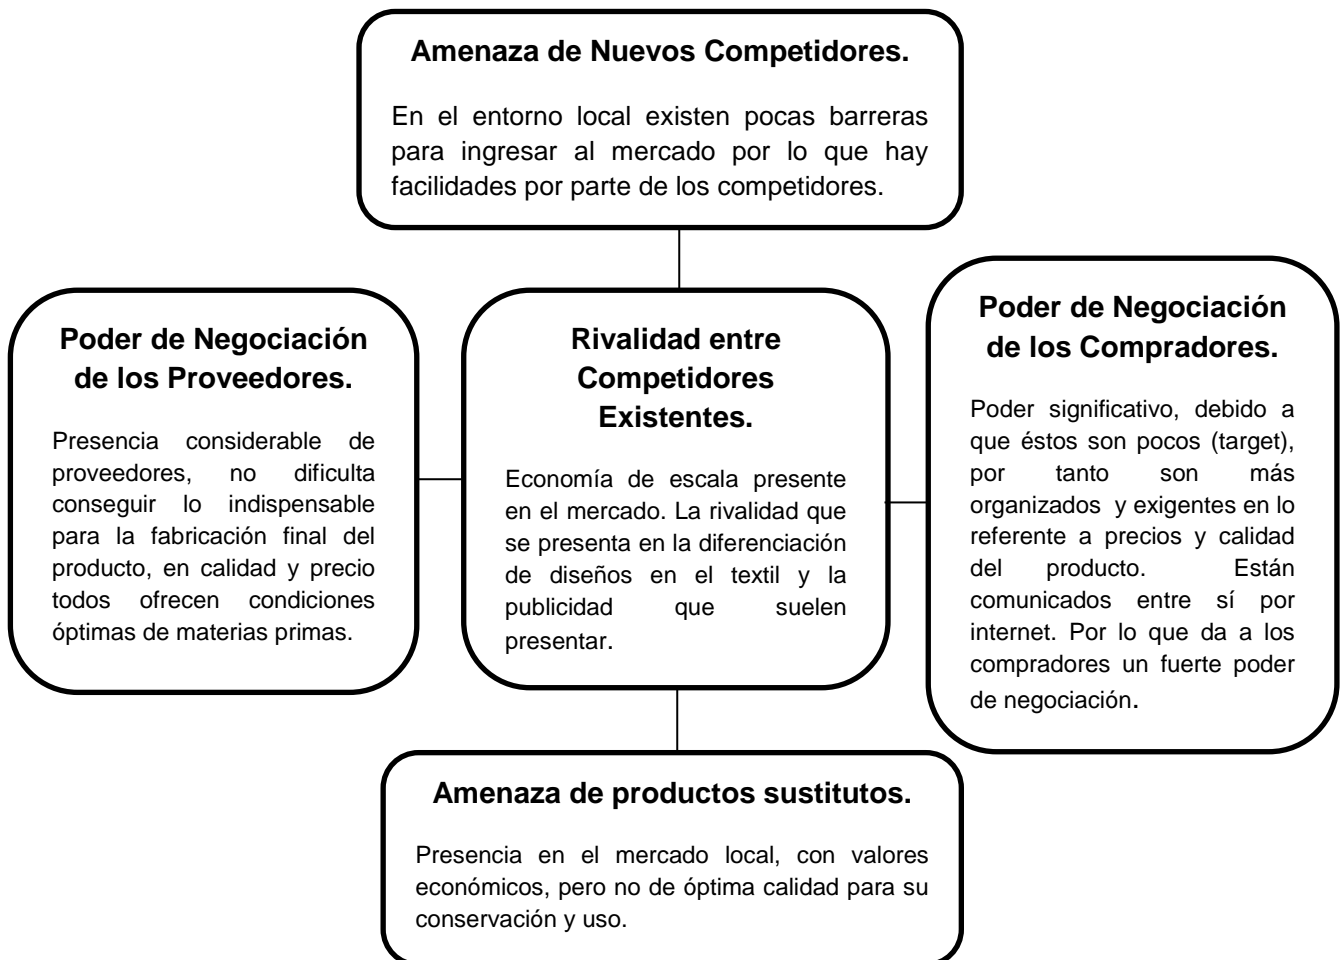 Amenaza de Nuevos Competidores.
En el entorno local existen pocas barreras
para ingresar al mercado por lo que hay
facilidades por parte de los competidores.
Poder de Negociación
de los Proveedores.
Presencia considerable de
proveedores, no dificulta
conseguir lo indispensable
para la fabricación final del
producto, en calidad y precio
todos ofrecen condiciones
óptimas de materias primas.
Rivalidad entre
Competidores
Existentes.
Economía de escala presente
en el mercado. La rivalidad que
se presenta en la diferenciación
de diseños en el textil y la
publicidad que suelen
presentar.
Poder de Negociación
de los Compradores.
Poder significativo, debido a
que éstos son pocos (target),
por tanto son más
organizados y exigentes en lo
referente a precios y calidad
del producto. Están
comunicados entre sí por
internet. Por lo que da a los
compradores un fuerte poder
de negociación.
Amenaza de productos sustitutos.
Presencia en el mercado local, con valores
económicos, pero no de óptima calidad para su
conservación y uso.